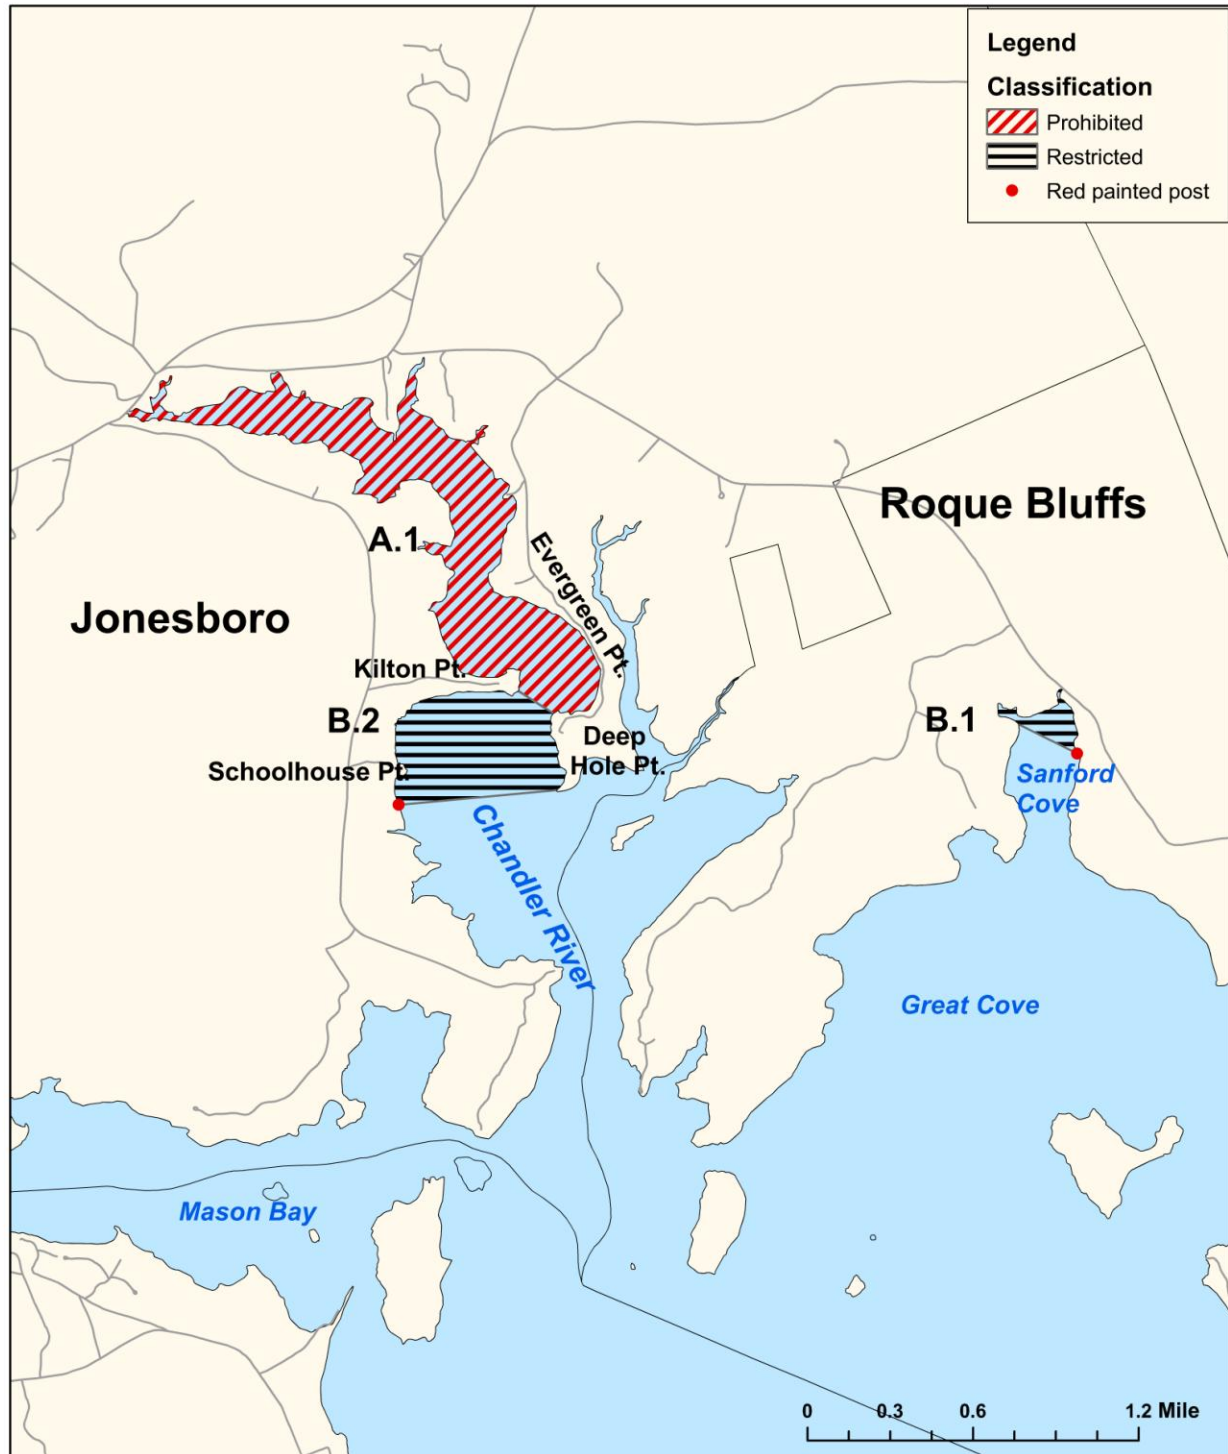 Legend
Classification
Prohibited
Restricted
Red painted post
Roque Bluffs
A.1
Evergreen Pt.
Jonesboro
Kilton Pt.
B.2
B.1
Deep
Hole Pt.
Schoolhouse Pt.
Sanford
Cove
Chandler River
Great Cove
Mason Bay
0 0.3 0.6 1.2 Mile